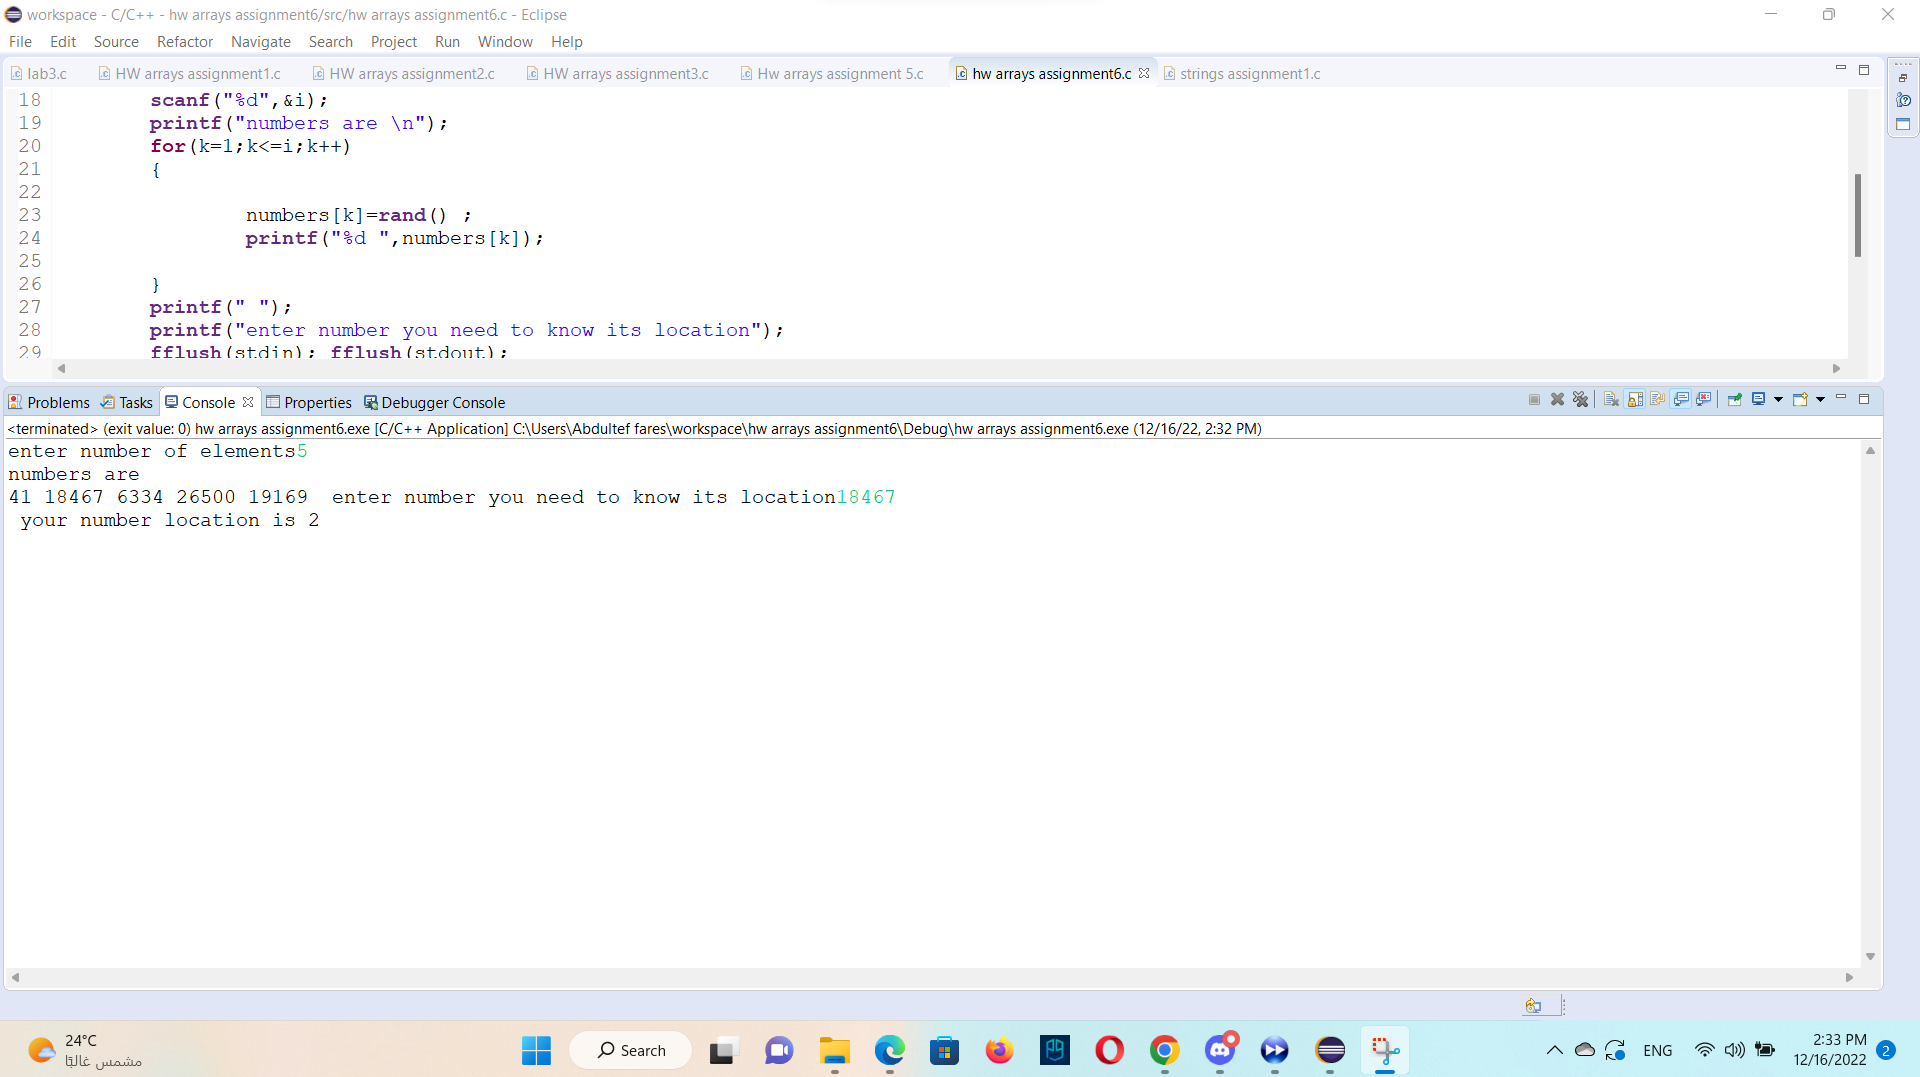 workspace - C/C++ - hw arrays assignment6/src/hw arrays assignment6.c - Eclipse
File Edit Source Refactor Navigate Search Project Run Window Help
lab3.c HW arrays assignment1.c HW arrays assignment2.c HW arrays assignment3.c Hw arrays assignment 5.c hw arrays assignment6.c strings assignment1.c
18 scanf("%d",&i);
19 printf("numbers are \n");
20 for(k=1;k<=i;k++)
21 {
22
23 numbers[k]=rand() ;
24 printf("%d ",numbers[k]);
25
26 }
27 printf(" ");
28 printf("enter number you need to know its location");
29 fflush(stdin); fflush(stdout);
Problems Tasks Console Properties Debugger Console
<terminated> (exit value: 0) hw arrays assignment6.exe [C/C++ Application] C:\Users\Abdultef fares\workspace\hw arrays assignment6\Debug\hw arrays assignment6.exe (12/16/22, 2:32 PM)
enter number of elements5
numbers are
41 18467 6334 26500 19169  enter number you need to know its location18467
your number location is 2
24°C
مشمس غالبًا
Search
ENG
2:33 PM
12/16/2022
2